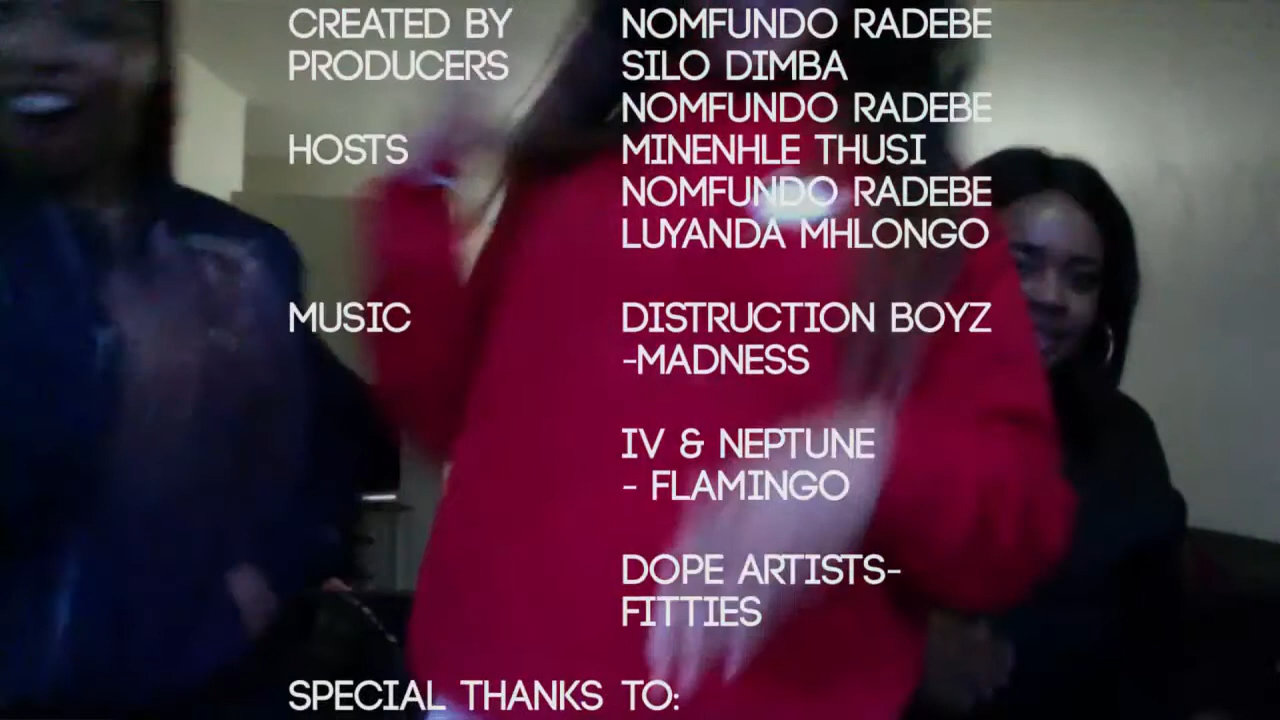 CREATED BY NOMFUNDO RADEBE
PRODUCERS SILO DIMBA
NOMFUNDO RADEBE
HOSTS MINENHLE THUSI
NOMFUNDO RADEBE
LUYANDA MHLONGO
MUSIC DISTRUCTION BOYZ
-MADNESS
IV & NEPTUNE
- FLAMINGO
DOPE ARTISTS-
FITTIES
SPECIAL THANKS TO: